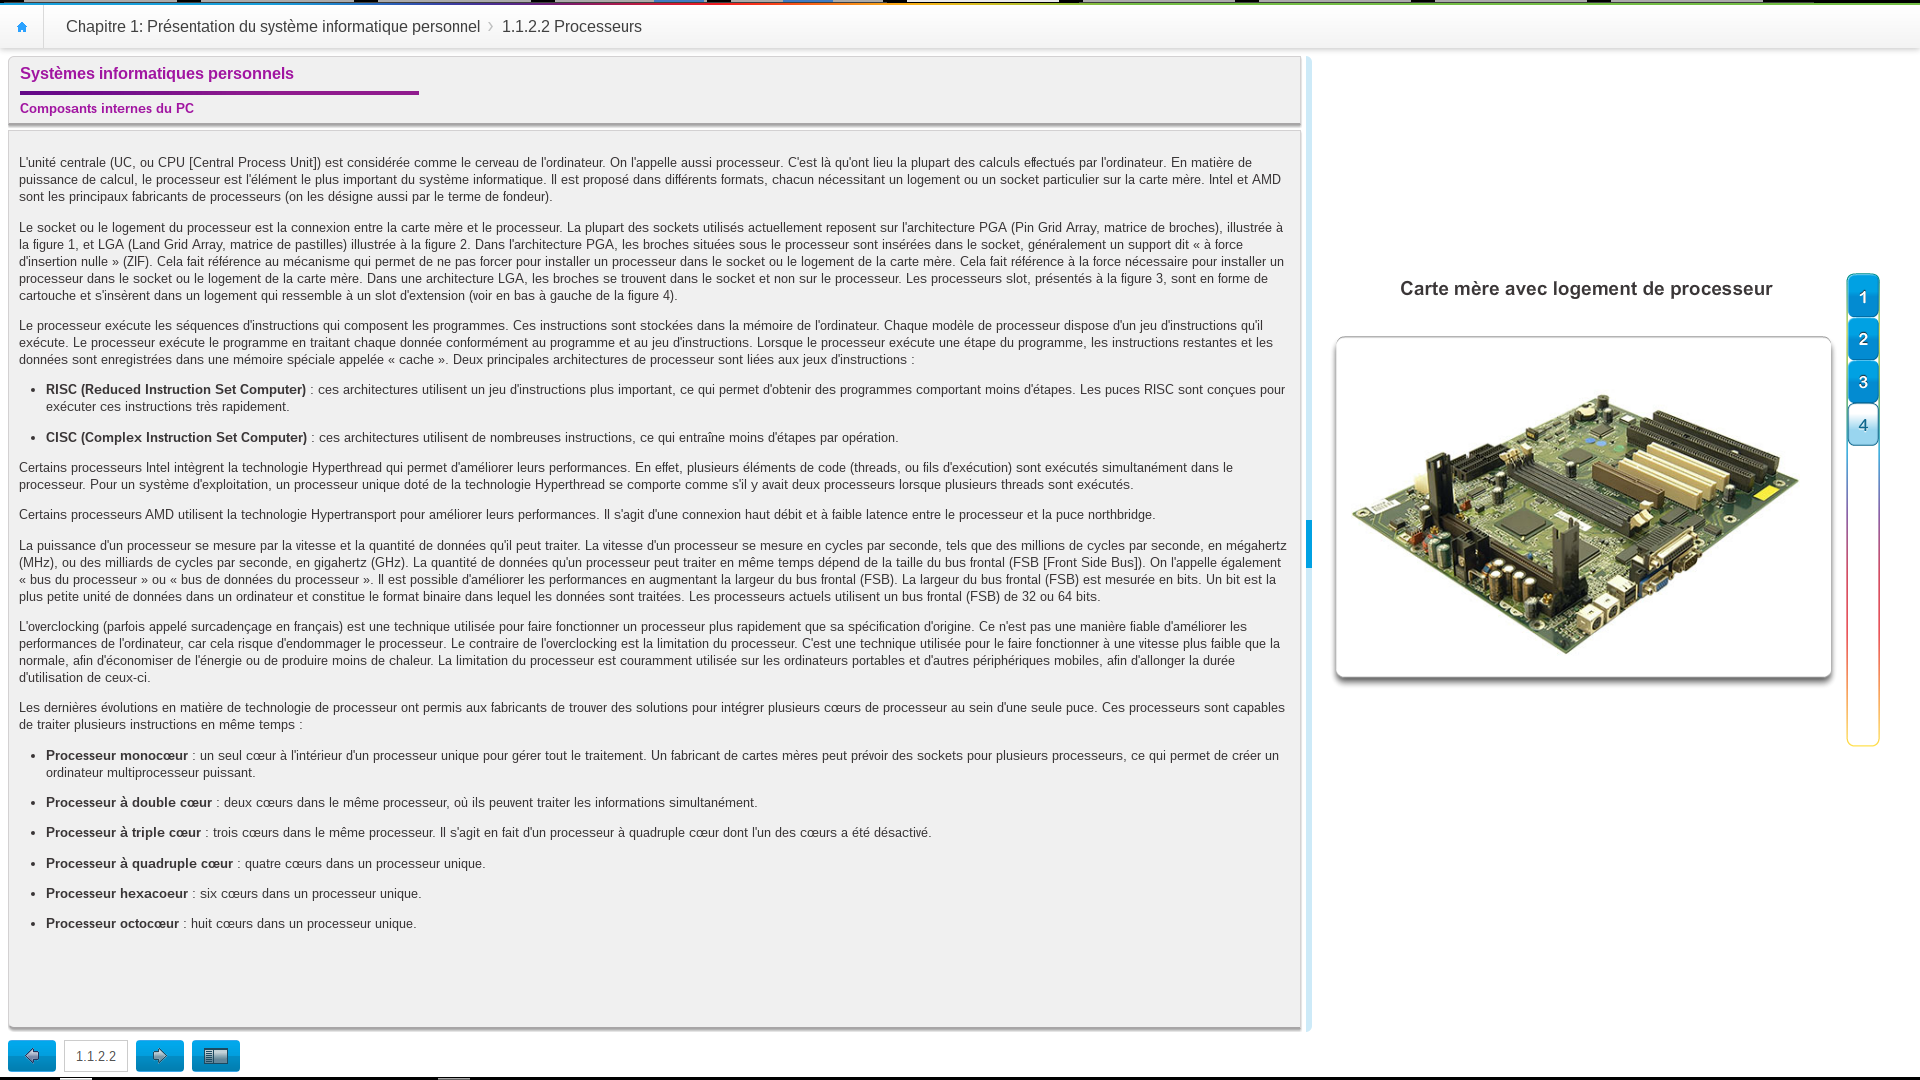 Chapitre 1: Présentation du système informatique personnel › 1.1.2.2 Processeurs
Systèmes informatiques personnels
Composants internes du PC
L'unité centrale (UC, ou CPU [Central Process Unit]) est considérée comme le cerveau de l'ordinateur. On l'appelle aussi processeur. C'est là qu'ont lieu la plupart des calculs effectués par l'ordinateur. En matière de
puissance de calcul, le processeur est l'élément le plus important du système informatique. Il est proposé dans différents formats, chacun nécessitant un logement ou un socket particulier sur la carte mère. Intel et AMD
sont les principaux fabricants de processeurs (on les désigne aussi par le terme de fondeur).
Le socket ou le logement du processeur est la connexion entre la carte mère et le processeur. La plupart des sockets utilisés actuellement reposent sur l'architecture PGA (Pin Grid Array, matrice de broches), illustrée à
la figure 1, et LGA (Land Grid Array, matrice de pastilles) illustrée à la figure 2. Dans l'architecture PGA, les broches situées sous le processeur sont insérées dans le socket, généralement un support dit « à force
d'insertion nulle » (ZIF). Cela fait référence au mécanisme qui permet de ne pas forcer pour installer un processeur dans le socket ou le logement de la carte mère. Cela fait référence à la force nécessaire pour installer un
processeur dans le socket ou le logement de la carte mère. Dans une architecture LGA, les broches se trouvent dans le socket et non sur le processeur. Les processeurs slot, présentés à la figure 3, sont en forme de
cartouche et s'insèrent dans un logement qui ressemble à un slot d'extension (voir en bas à gauche de la figure 4).
Le processeur exécute les séquences d'instructions qui composent les programmes. Ces instructions sont stockées dans la mémoire de l'ordinateur. Chaque modèle de processeur dispose d'un jeu d'instructions qu'il
exécute. Le processeur exécute le programme en traitant chaque donnée conformément au programme et au jeu d'instructions. Lorsque le processeur exécute une étape du programme, les instructions restantes et les
données sont enregistrées dans une mémoire spéciale appelée « cache ». Deux principales architectures de processeur sont liées aux jeux d'instructions :
• RISC (Reduced Instruction Set Computer) : ces architectures utilisent un jeu d'instructions plus important, ce qui permet d'obtenir des programmes comportant moins d'étapes. Les puces RISC sont conçues pour
exécuter ces instructions très rapidement.
• CISC (Complex Instruction Set Computer) : ces architectures utilisent de nombreuses instructions, ce qui entraîne moins d'étapes par opération.
Certains processeurs Intel intègrent la technologie Hyperthread qui permet d'améliorer leurs performances. En effet, plusieurs éléments de code (threads, ou fils d'exécution) sont exécutés simultanément dans le
processeur. Pour un système d'exploitation, un processeur unique doté de la technologie Hyperthread se comporte comme s'il y avait deux processeurs lorsque plusieurs threads sont exécutés.
Certains processeurs AMD utilisent la technologie Hypertransport pour améliorer leurs performances. Il s'agit d'une connexion haut débit et à faible latence entre le processeur et la puce northbridge.
La puissance d'un processeur se mesure par la vitesse et la quantité de données qu'il peut traiter. La vitesse d'un processeur se mesure en cycles par seconde, tels que des millions de cycles par seconde, en mégahertz
(MHz), ou des milliards de cycles par seconde, en gigahertz (GHz). La quantité de données qu'un processeur peut traiter en même temps dépend de la taille du bus frontal (FSB [Front Side Bus]). On l'appelle également
« bus du processeur » ou « bus de données du processeur ». Il est possible d'améliorer les performances en augmentant la largeur du bus frontal (FSB). La largeur du bus frontal (FSB) est mesurée en bits. Un bit est la
plus petite unité de données dans un ordinateur et constitue le format binaire dans lequel les données sont traitées. Les processeurs actuels utilisent un bus frontal (FSB) de 32 ou 64 bits.
L'overclocking (parfois appelé surcadençage en français) est une technique utilisée pour faire fonctionner un processeur plus rapidement que sa spécification d'origine. Ce n'est pas une manière fiable d'améliorer les
performances de l'ordinateur, car cela risque d'endommager le processeur. Le contraire de l'overclocking est la limitation du processeur. C'est une technique utilisée pour le faire fonctionner à une vitesse plus faible que la
normale, afin d'économiser de l'énergie ou de produire moins de chaleur. La limitation du processeur est couramment utilisée sur les ordinateurs portables et d'autres périphériques mobiles, afin d'allonger la durée
d'utilisation de ceux-ci.
Les dernières évolutions en matière de technologie de processeur ont permis aux fabricants de trouver des solutions pour intégrer plusieurs cœurs de processeur au sein d'une seule puce. Ces processeurs sont capables
de traiter plusieurs instructions en même temps :
• Processeur monocœur : un seul cœur à l'intérieur d'un processeur unique pour gérer tout le traitement. Un fabricant de cartes mères peut prévoir des sockets pour plusieurs processeurs, ce qui permet de créer un
ordinateur multiprocesseur puissant.
• Processeur à double cœur : deux cœurs dans le même processeur, où ils peuvent traiter les informations simultanément.
• Processeur à triple cœur : trois cœurs dans le même processeur. Il s'agit en fait d'un processeur à quadruple cœur dont l'un des cœurs a été désactivé.
• Processeur à quadruple cœur : quatre cœurs dans un processeur unique.
• Processeur hexacoeur : six cœurs dans un processeur unique.
• Processeur octocœur : huit cœurs dans un processeur unique.
Carte mère avec logement de processeur
1
2
3
4
1.1.2.2